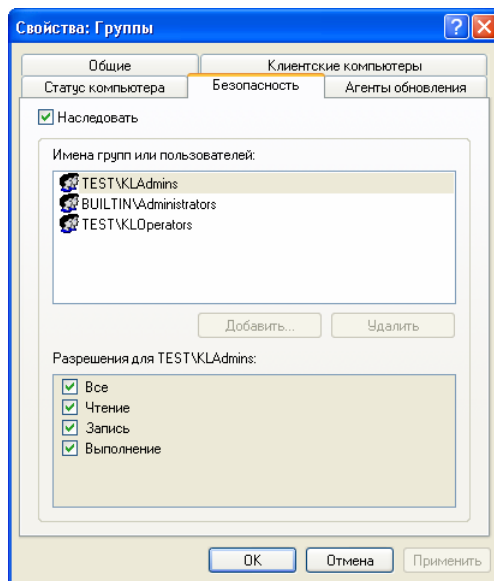 Свойства: Группы
Общие
Клиентские компьютеры
Статус компьютера
Безопасность
Агенты обновления
Наследовать
Имена групп или пользователей:
TEST\KLAdmins
BUILTIN\Administrators
TEST\KLOperators
Добавить...
Удалить
Разрешения для TEST\KLAdmins:
Все
Чтение
Запись
Выполнение
OK
Отмена
Применить